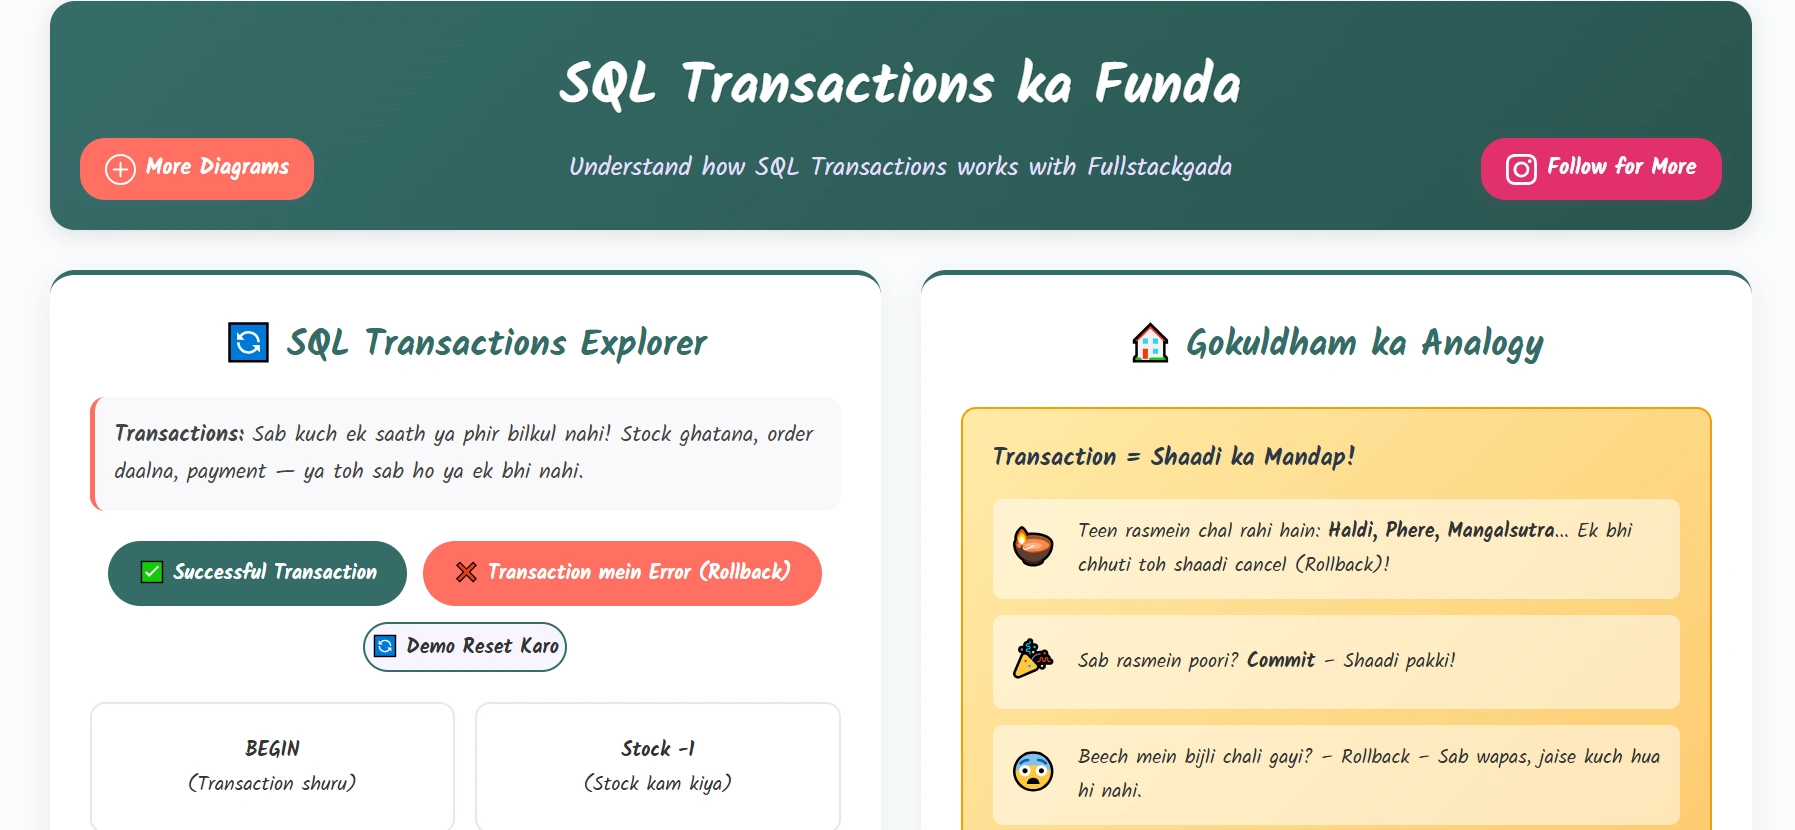 SQL Transactions ka Funda
More Diagrams
Understand how SQL Transactions works with Fullstackgada
Follow for More
SQL Transactions Explorer
Transactions: Sab kuch ek saath ya phir bilkul nahi! Stock ghatana, order
daalna, payment — ya toh sab ho ya ek bhi nahi.
Successful Transaction
Transaction mein Error (Rollback)
Demo Reset Karo
BEGIN
(Transaction shuru)
Stock -1
(Stock kam kiya)
Gokuldham ka Analogy
Transaction = Shaadi ka Mandap!
Teen rasmein chal rahi hain: Haldi, Phere, Mangalsutra... Ek bhi
chhuti toh shaadi cancel (Rollback)!
Sab rasmein poori? Commit – Shaadi pakki!
Beech mein bijli chali gayi? – Rollback – Sab wapas, jaise kuch hua
hi nahi.